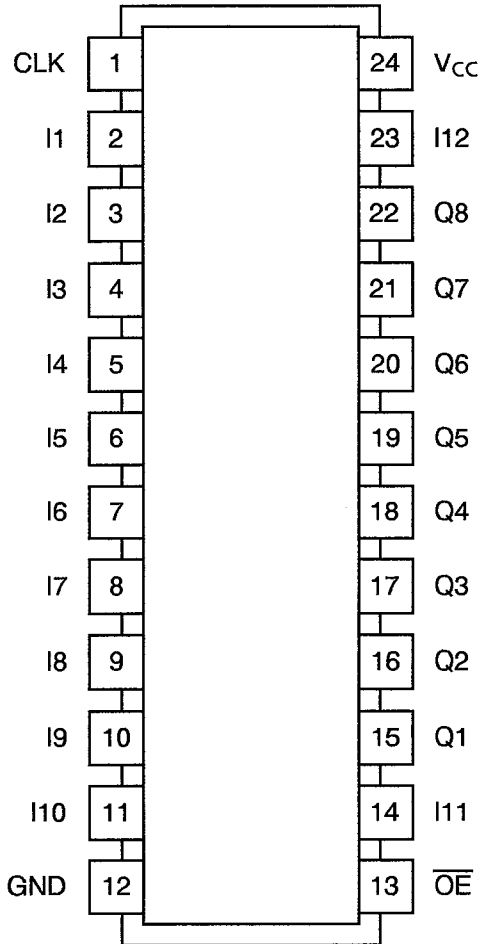 CLK 1 24 VCC
I1 2 23 I12
I2 3 22 Q8
I3 4 21 Q7
I4 5 20 Q6
I5 6 19 Q5
I6 7 18 Q4
I7 8 17 Q3
I8 9 16 Q2
I9 10 15 Q1
I10 11 14 I11
GND 12 13 O̅E̅